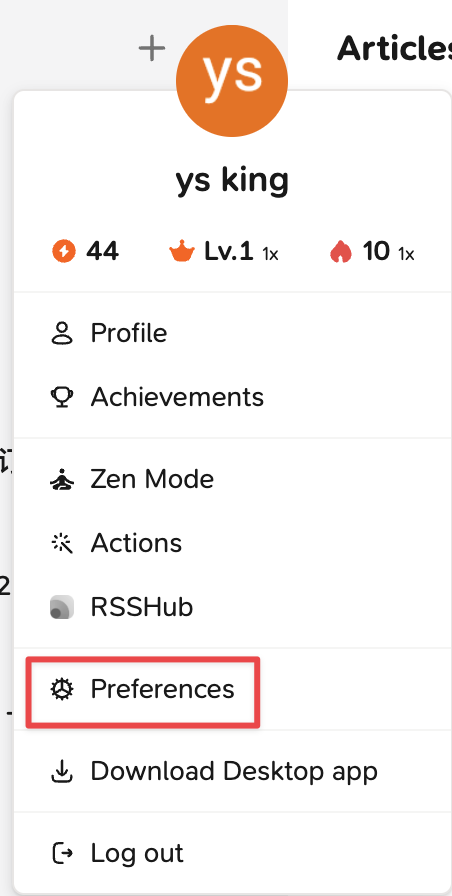 Articles
ys
ys king
44 Lv.1 1x 10 1x
Profile
Achievements
Zen Mode
Actions
RSSHub
2
Preferences
Download Desktop app
Log out